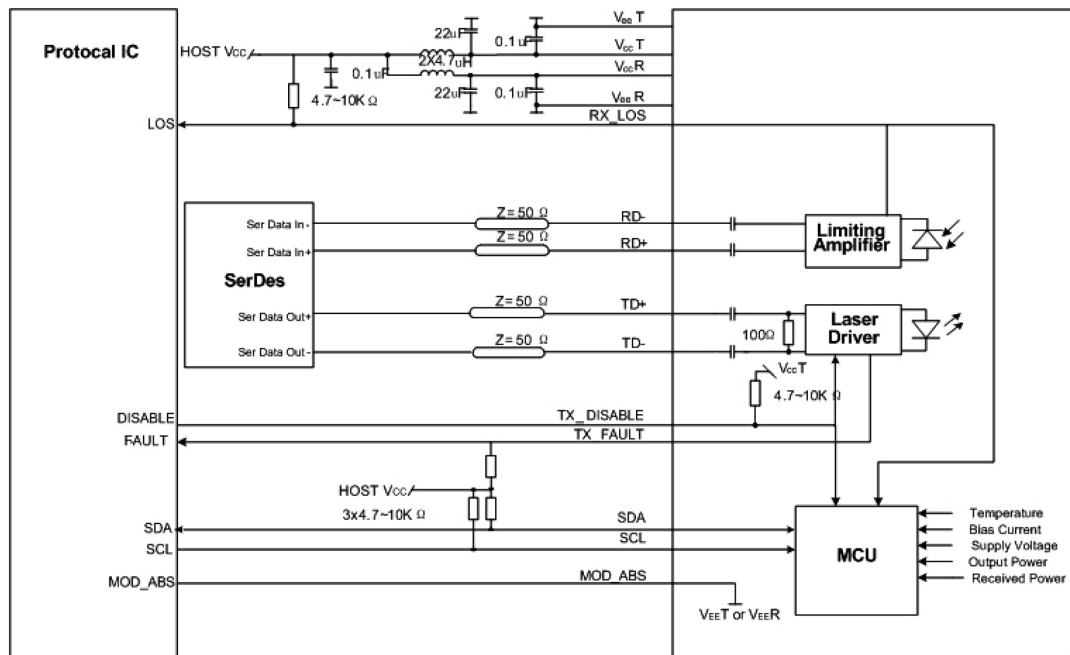 Protocal IC
HOST Vcc
22uF
0.1uF
Vee T
Vcc T
2X4.7uH
0.1uF
Vcc R
4.7~10K Ω
22uF
0.1uF
Vee R
LOS
RX_LOS
Ser Data In -
Z= 50 Ω
RD-
Ser Data In+
Z= 50 Ω
RD+
Limiting
Amplifier
SerDes
Ser Data Out+
Z= 50 Ω
TD+
100Ω
Laser
Driver
Ser Data Out -
Z= 50 Ω
TD-
VccT
4.7~10K Ω
DISABLE
TX_DISABLE
FAULT
TX_FAULT
HOST Vcc
3x4.7~10K Ω
SDA
SDA
SCL
SCL
MCU
Temperature
Bias Current
Supply Voltage
Output Power
Received Power
MOD_ABS
MOD_ABS
VEET or VEER